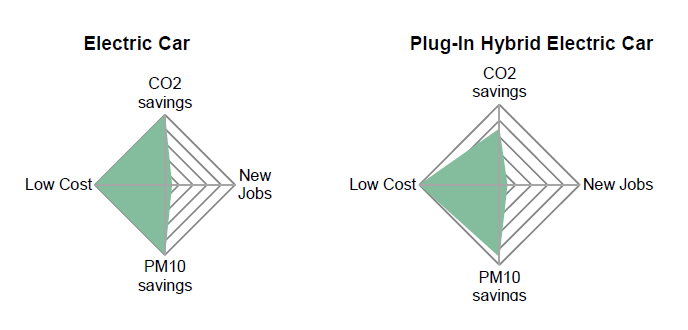 Electric Car
CO2
savings
Low Cost
New
Jobs
PM10
savings
Plug-In Hybrid Electric Car
CO2
savings
Low Cost
New Jobs
PM10
savings